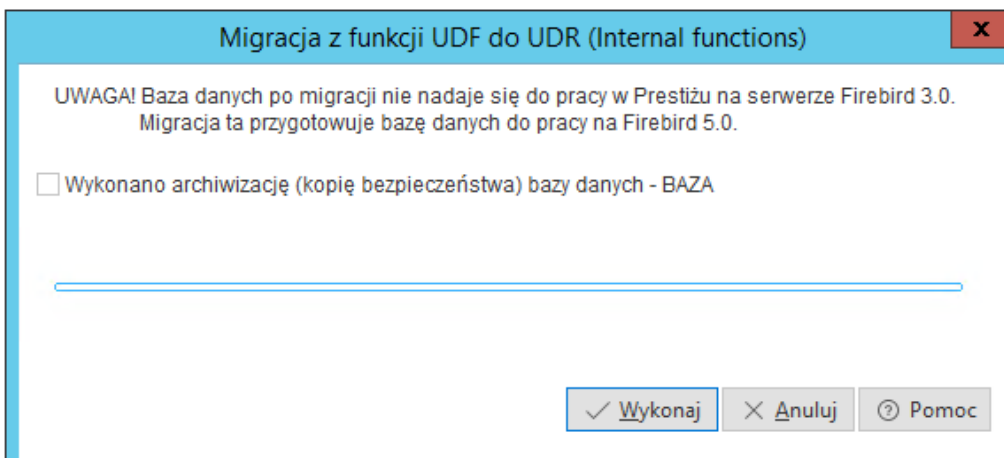 Migracja z funkcji UDF do UDR (Internal functions)
x
UWAGA! Baza danych po migracji nie nadaje się do pracy w Prestiżu na serwerze Firebird 3.0.
Migracja ta przygotowuje bazę danych do pracy na Firebird 5.0.
Wykonano archiwizację (kopię bezpieczeństwa) bazy danych - BAZA
Wykonaj Anuluj Pomoc